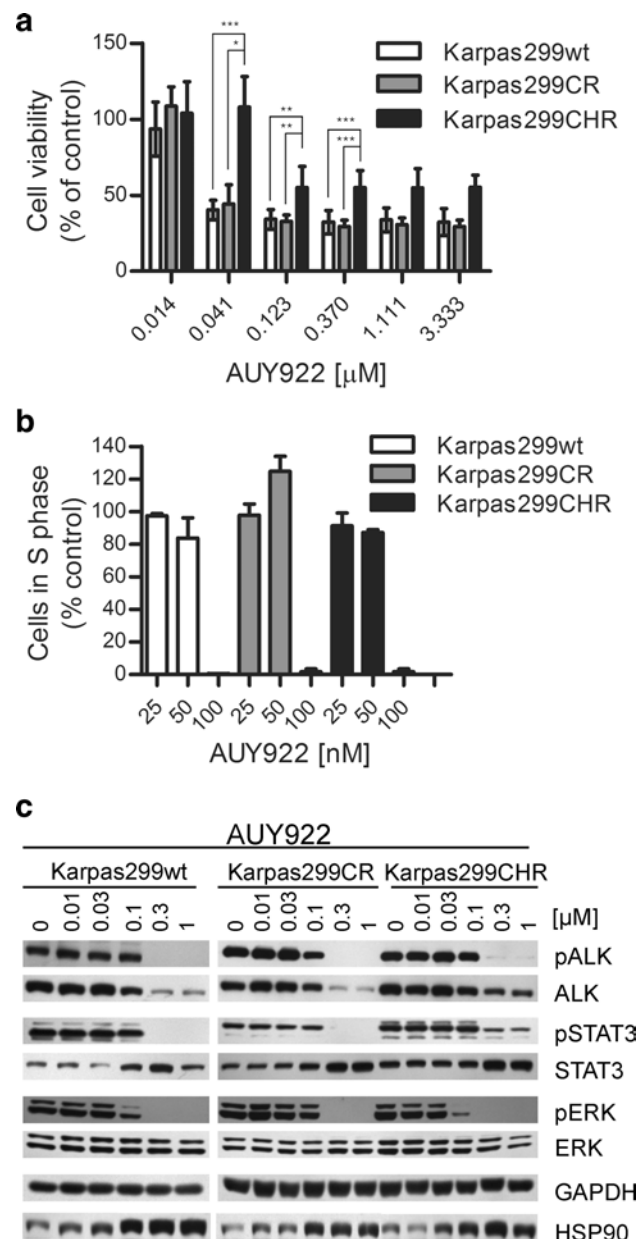 a
Cell viability
(% of control)
150
100
50
0
***
*
**
**
***
***
Karpas299wt
Karpas299CR
Karpas299CHR
0.014
0.041
0.123
0.370
1.111
3.333
AUY922 [μM]
b
Cells in S phase
(% control)
140
120
100
80
60
40
20
0
Karpas299wt
Karpas299CR
Karpas299CHR
25
50
100
25
50
100
25
50
100
AUY922 [nM]
c
AUY922
Karpas299wt Karpas299CR Karpas299CHR
0 0.01 0.03 0.1 0.3 1 0 0.01 0.03 0.1 0.3 1 0 0.01 0.03 0.1 0.3 1 [μM]
pALK
ALK
pSTAT3
STAT3
pERK
ERK
GAPDH
HSP90